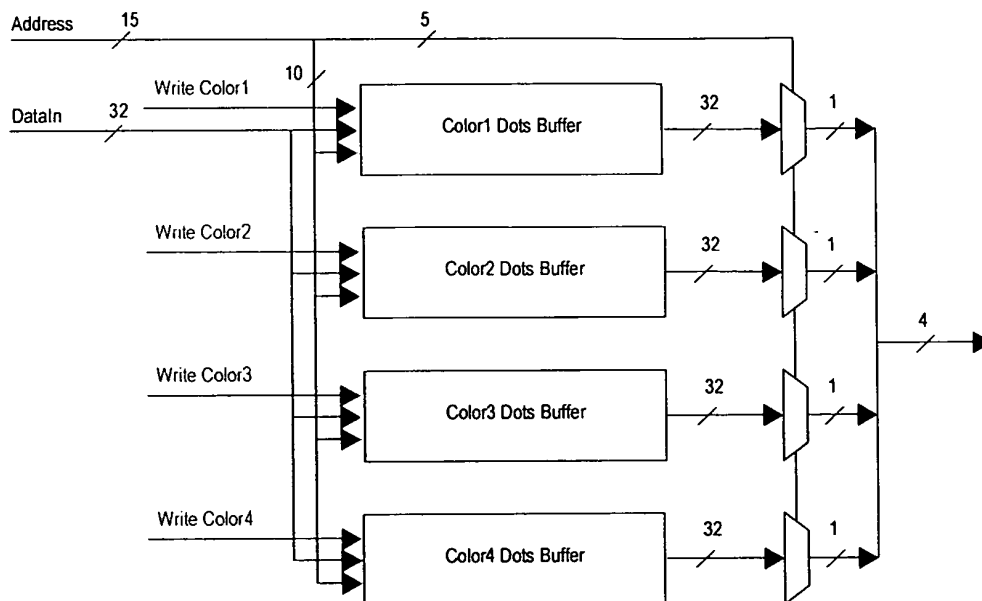 Address
15
5
10
Write Color1
DataIn
32
Color1 Dots Buffer
32
1
Write Color2
Color2 Dots Buffer
32
1
4
Write Color3
Color3 Dots Buffer
32
1
Write Color4
Color4 Dots Buffer
32
1